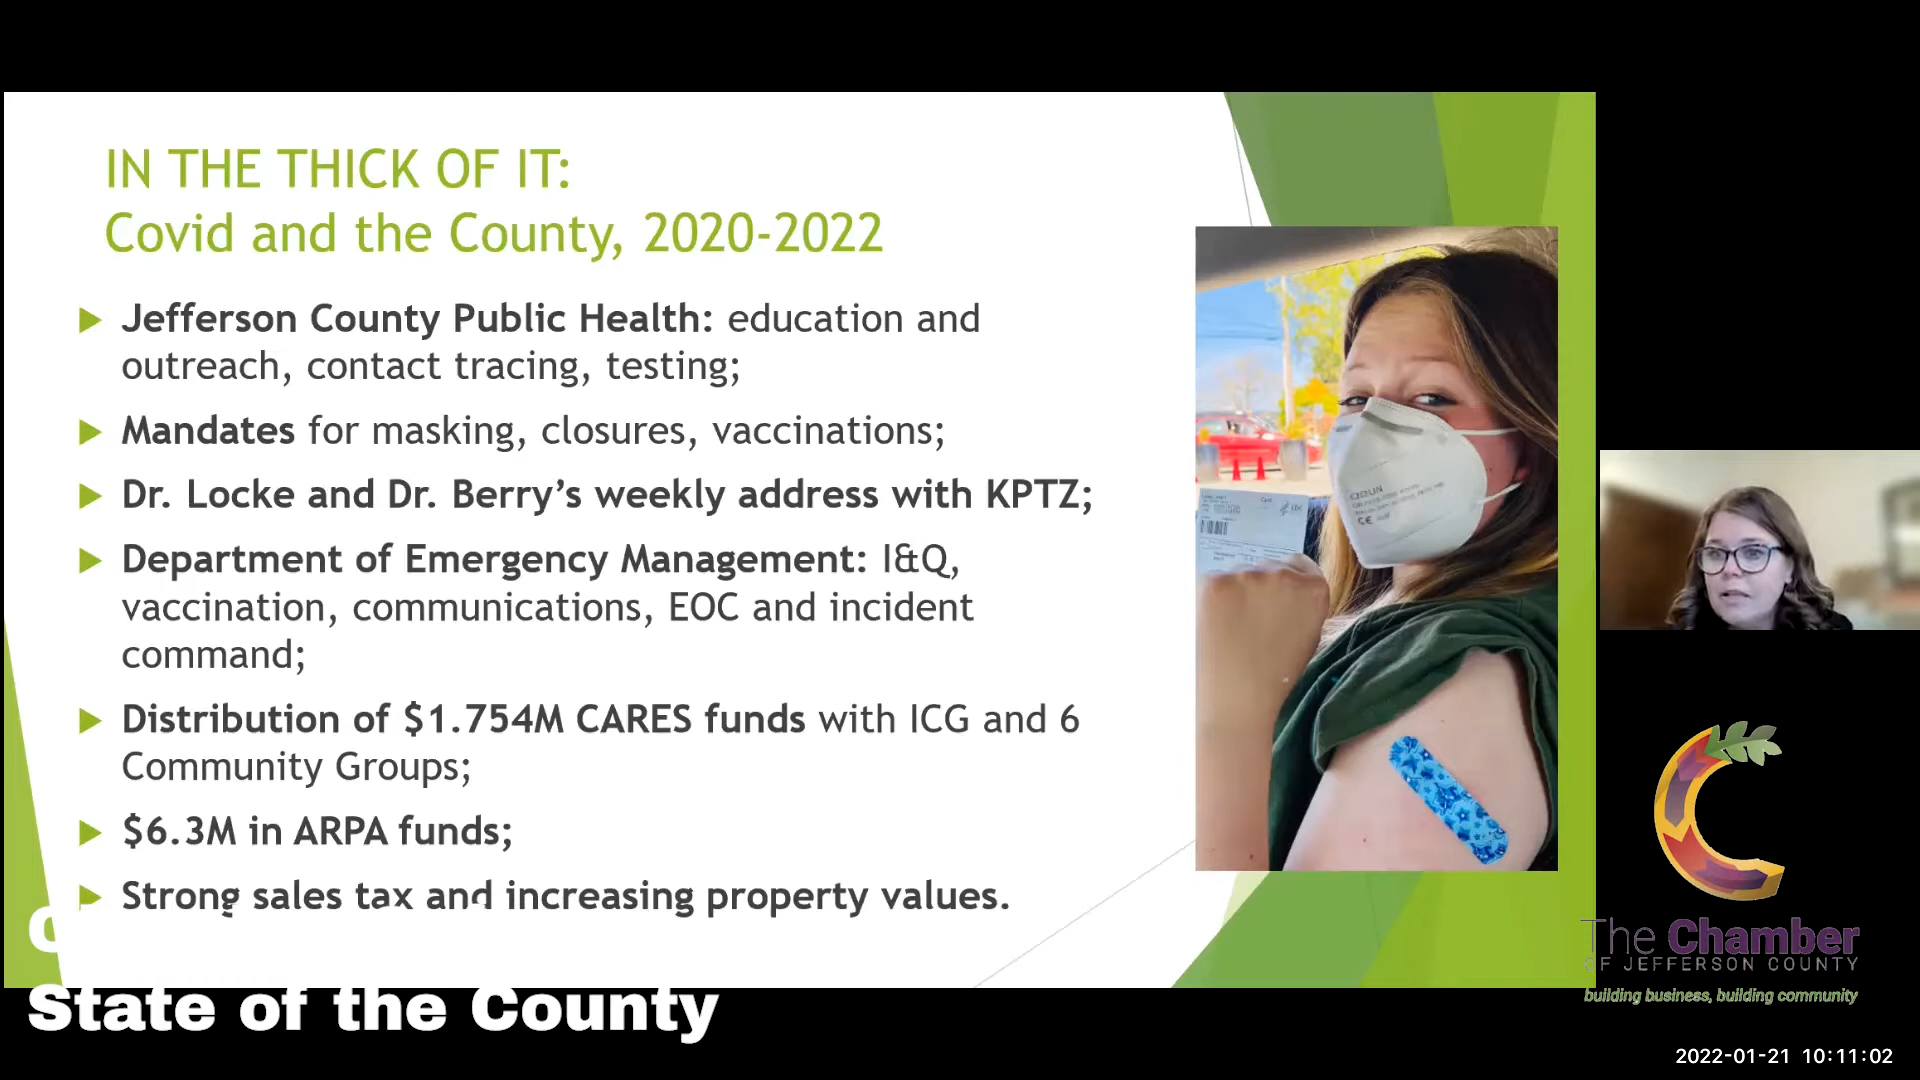 IN THE THICK OF IT:
Covid and the County, 2020-2022
Jefferson County Public Health: education and
outreach, contact tracing, testing;
Mandates for masking, closures, vaccinations;
Dr. Locke and Dr. Berry’s weekly address with KPTZ;
Department of Emergency Management: I&Q,
vaccination, communications, EOC and incident
command;
Distribution of $1.754M CARES funds with ICG and 6
Community Groups;
$6.3M in ARPA funds;
Strong sales tax and increasing property values.
State of the County
The Chamber
OF JEFFERSON COUNTY
building business, building community
2022-01-21 10:11:02